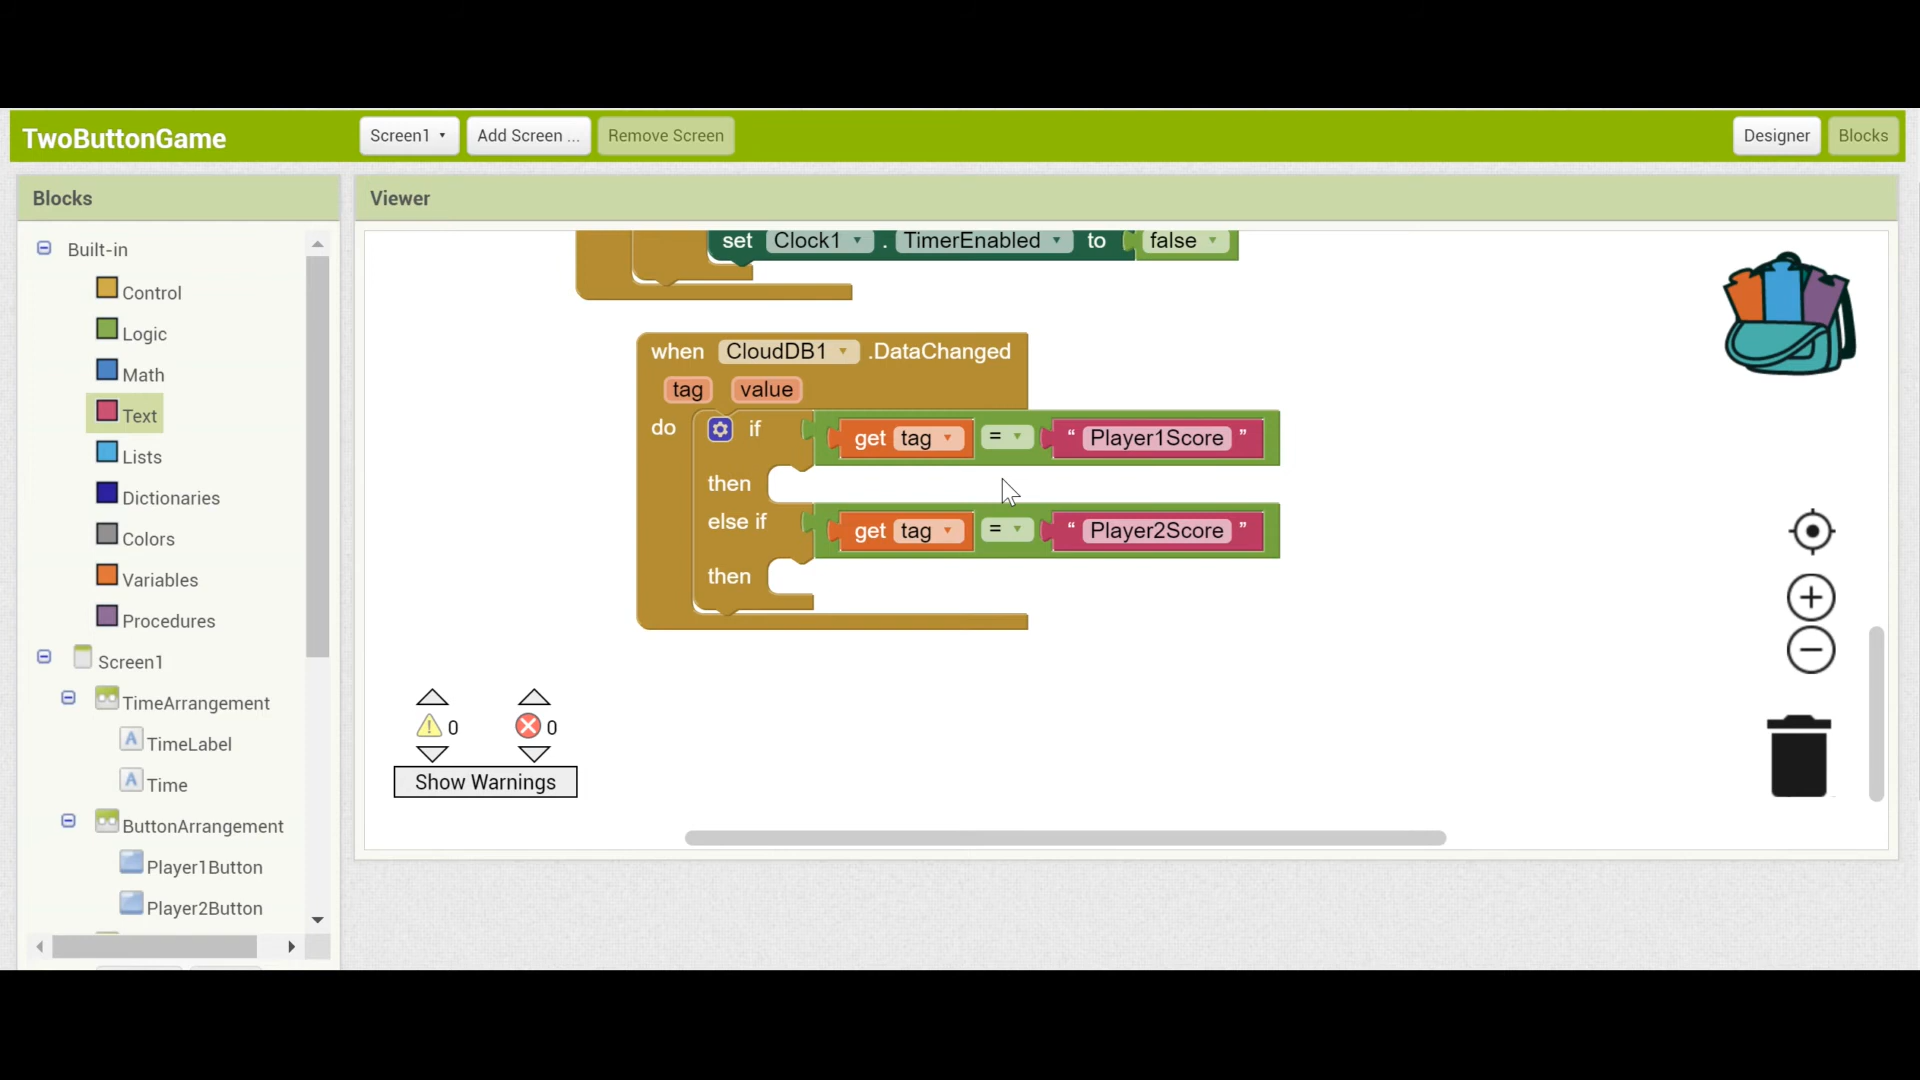 TwoButtonGame
Screen1 Add Screen ... Remove Screen
Designer Blocks
Blocks
Viewer
Built-in
Control
Logic
Math
Text
Lists
Dictionaries
Colors
Variables
Procedures
Screen1
TimeArrangement
A TimeLabel
A Time
ButtonArrangement
Player1Button
Player2Button
set Clock1 . TimerEnabled to false
when CloudDB1 .DataChanged
tag value
do if get tag = “ Player1Score ”
then
else if get tag = “ Player2Score ”
then
0 0
Show Warnings